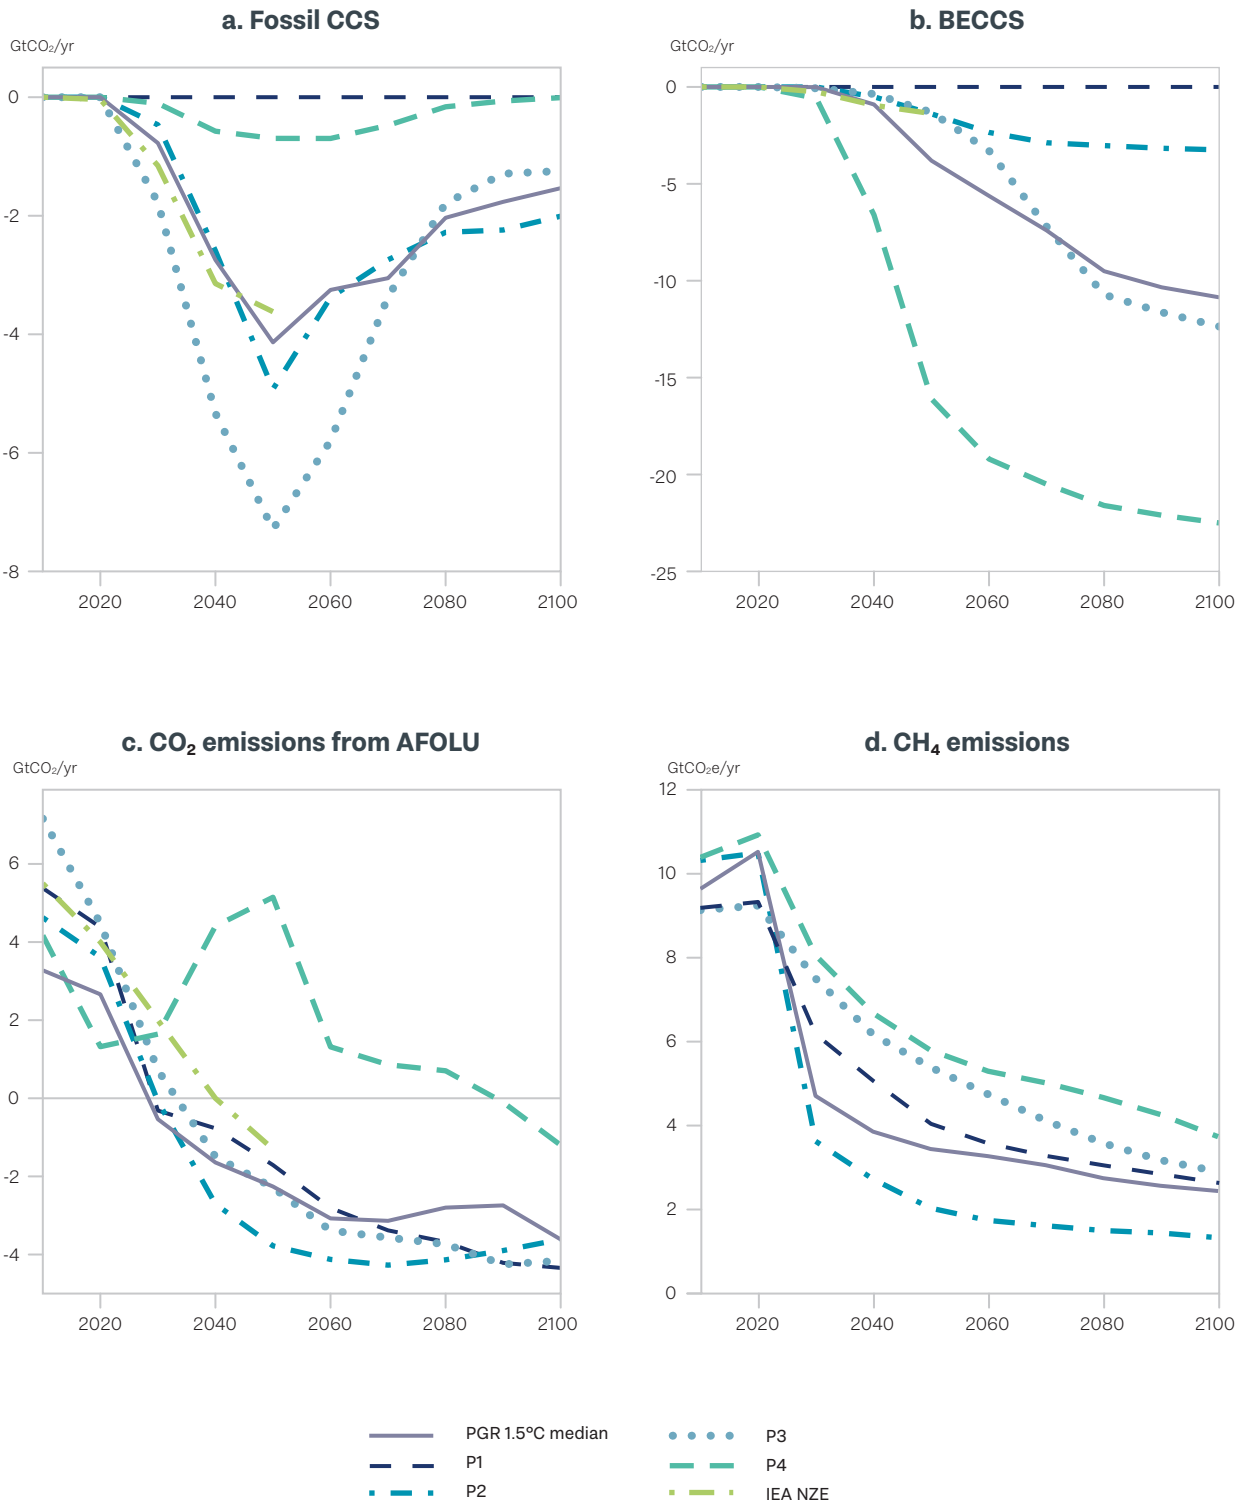 a. Fossil CCS
GtCO₂/yr
0
-2
-4
-6
-8
2020 2040 2060 2080 2100
b. BECCS
GtCO₂/yr
0
-5
-10
-15
-20
-25
2020 2040 2060 2080 2100
c. CO₂ emissions from AFOLU
GtCO₂/yr
6
4
2
0
-2
-4
2020 2040 2060 2080 2100
d. CH₄ emissions
GtCO₂e/yr
12
10
8
6
4
2
0
2020 2040 2060 2080 2100
PGR 1.5°C median
P1
P2
P3
P4
IEA NZE